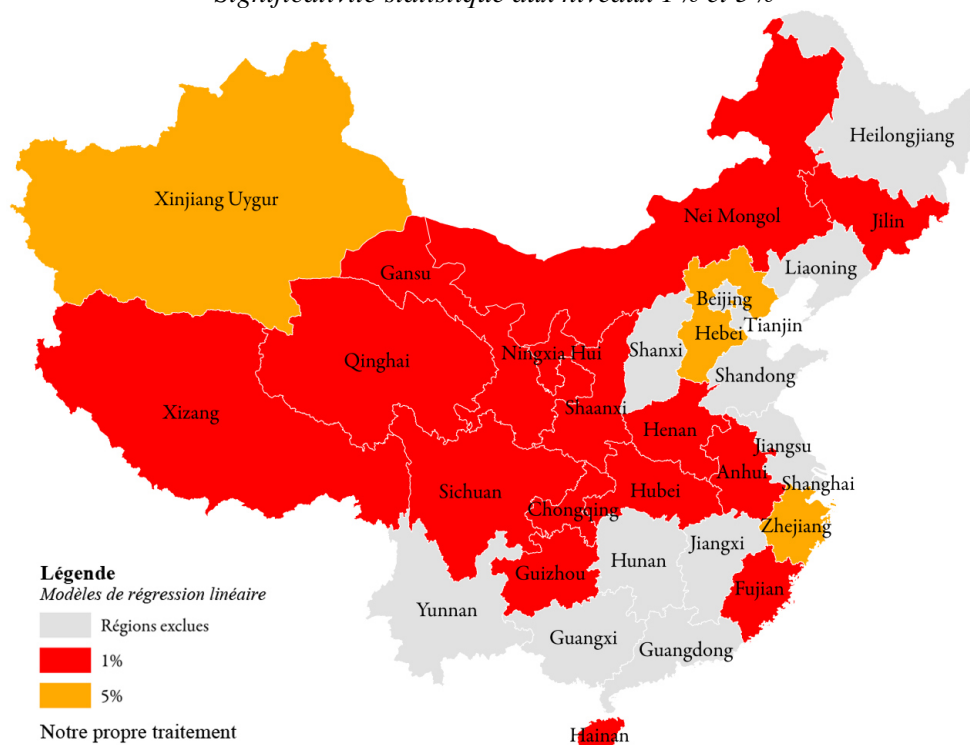 Significativité statistique aux niveaux 1 % et 5%
Heilongjiang
Xinjiang Uygur
Nei Mongol
Jilin
Gansu
Liaoning
Beijing
Tianjin
Hebei
Qinghai
Ningxia Hui
Shanxi
Shandong
Xizang
Shaanxi
Henan
Jiangsu
Anhui
Sichuan
Hubei
Shanghai
Chongqing
Zhejiang
Jiangxi
Hunan
Guizhou
Fujian
Yunnan
Guangxi
Guangdong
Hainan
Légende
Modèles de régression linéaire
Régions exclues
1%
5%
Notre propre traitement